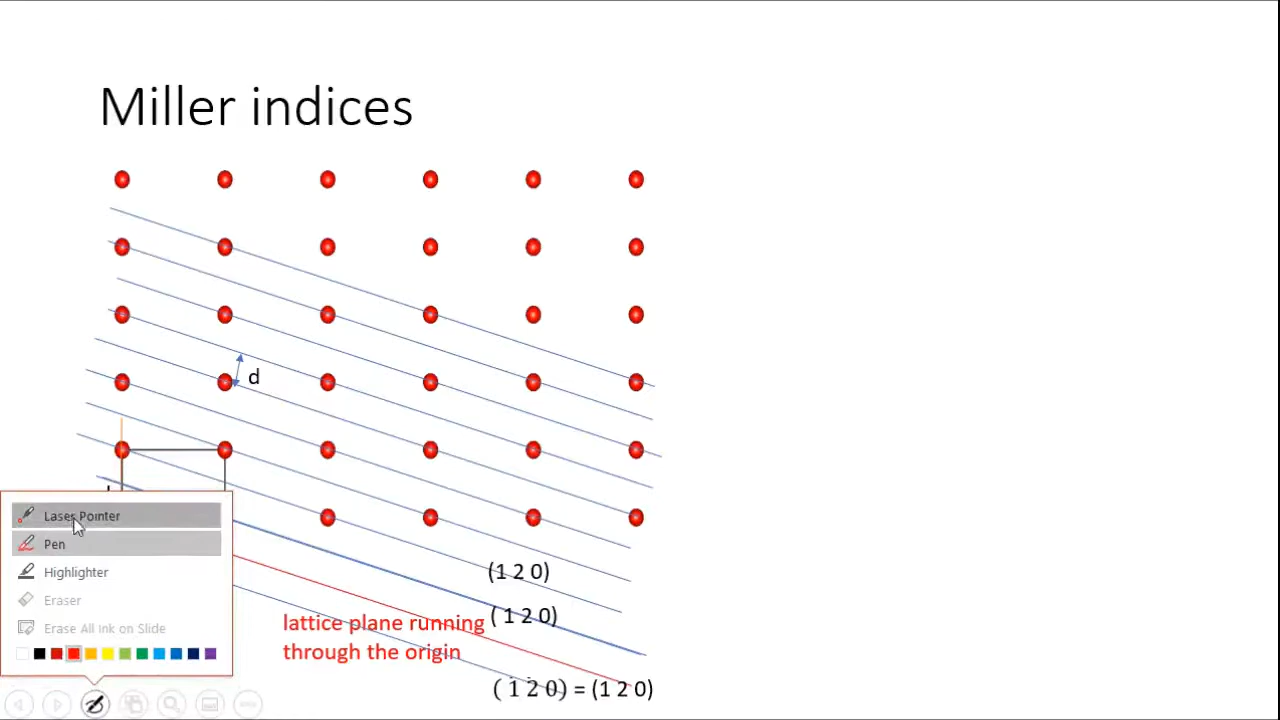 Miller indices
d
Laser Pointer
Pen
Highlighter
Eraser
Erase All Ink on Slide
(1 2 0)
( 1 2 0)
lattice plane running
through the origin
( 1̄ 2̄ 0) = (1 2 0)